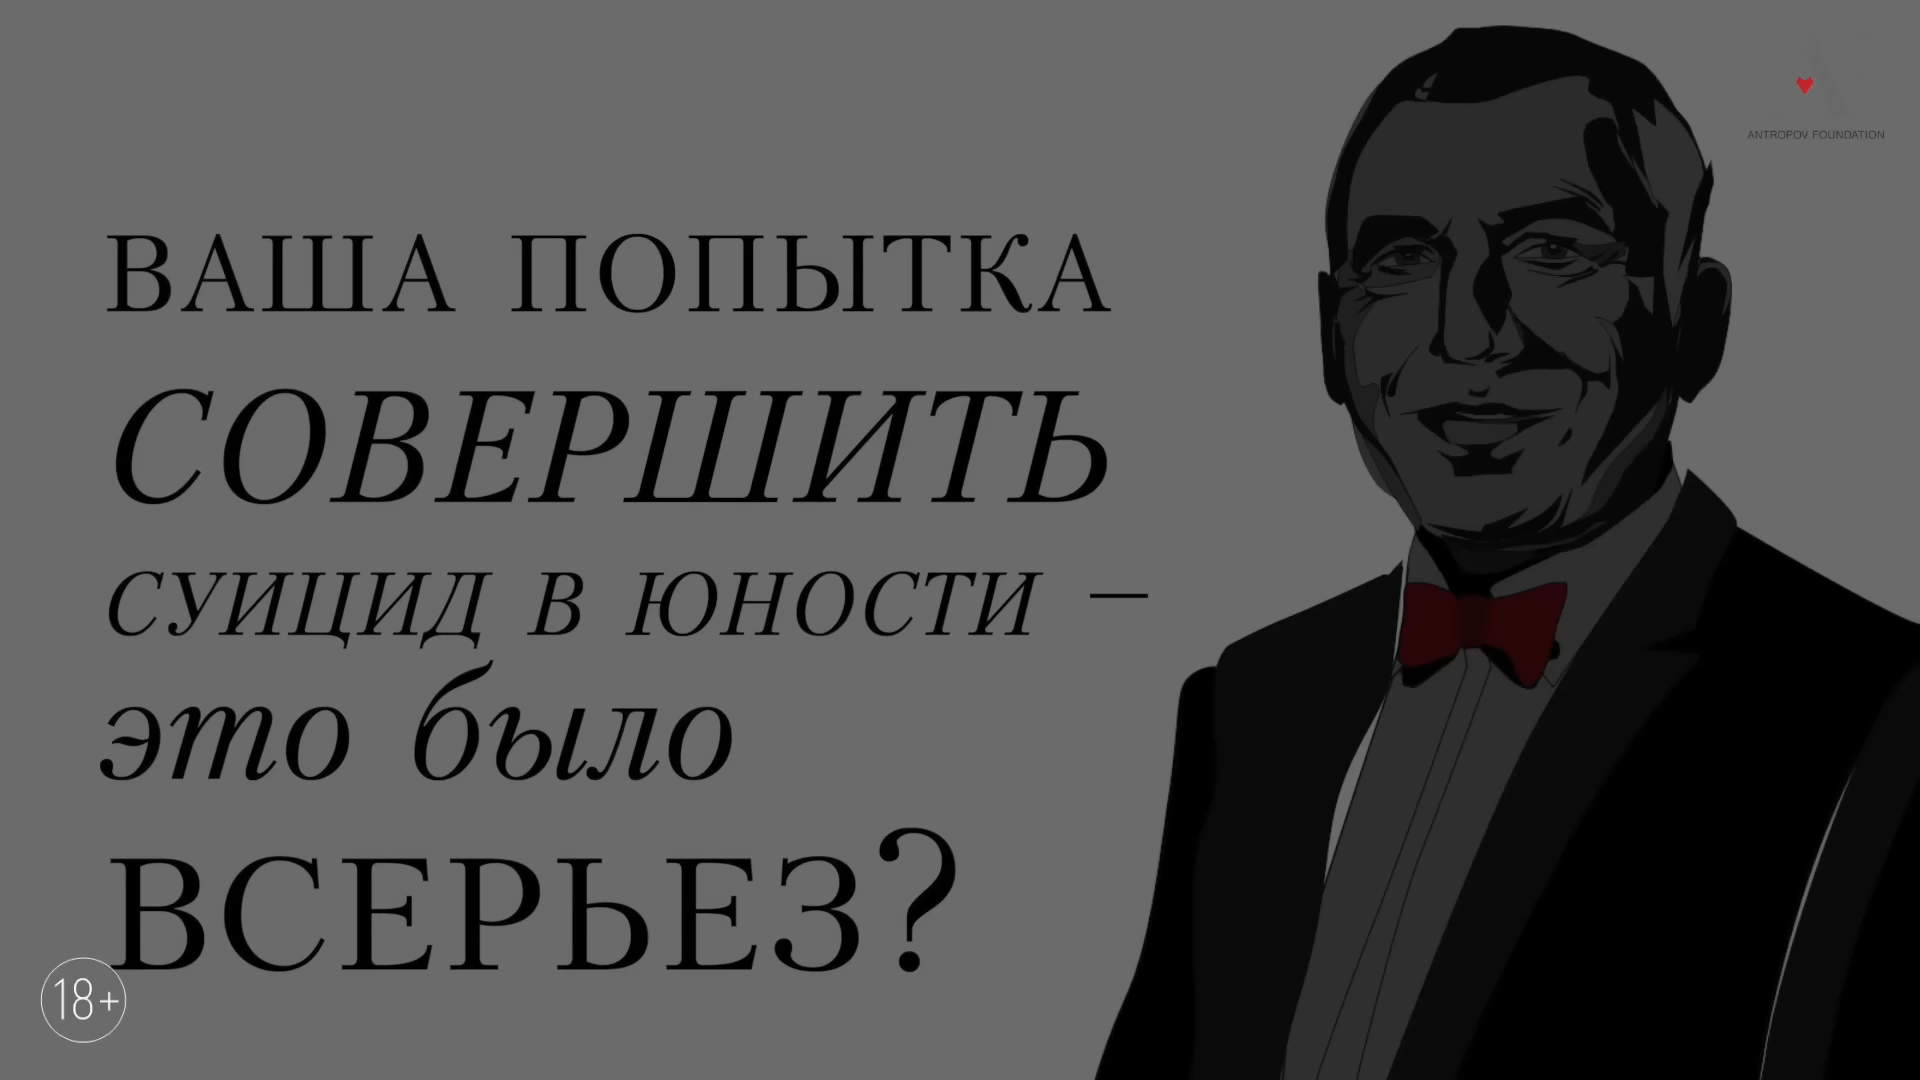 ВАША ПОПЫТКА
СОВЕРШИТЬ
СУИЦИД В ЮНОСТИ –
это было
ВСЕРЬЕЗ?
18+
ANTROPOV FOUNDATION